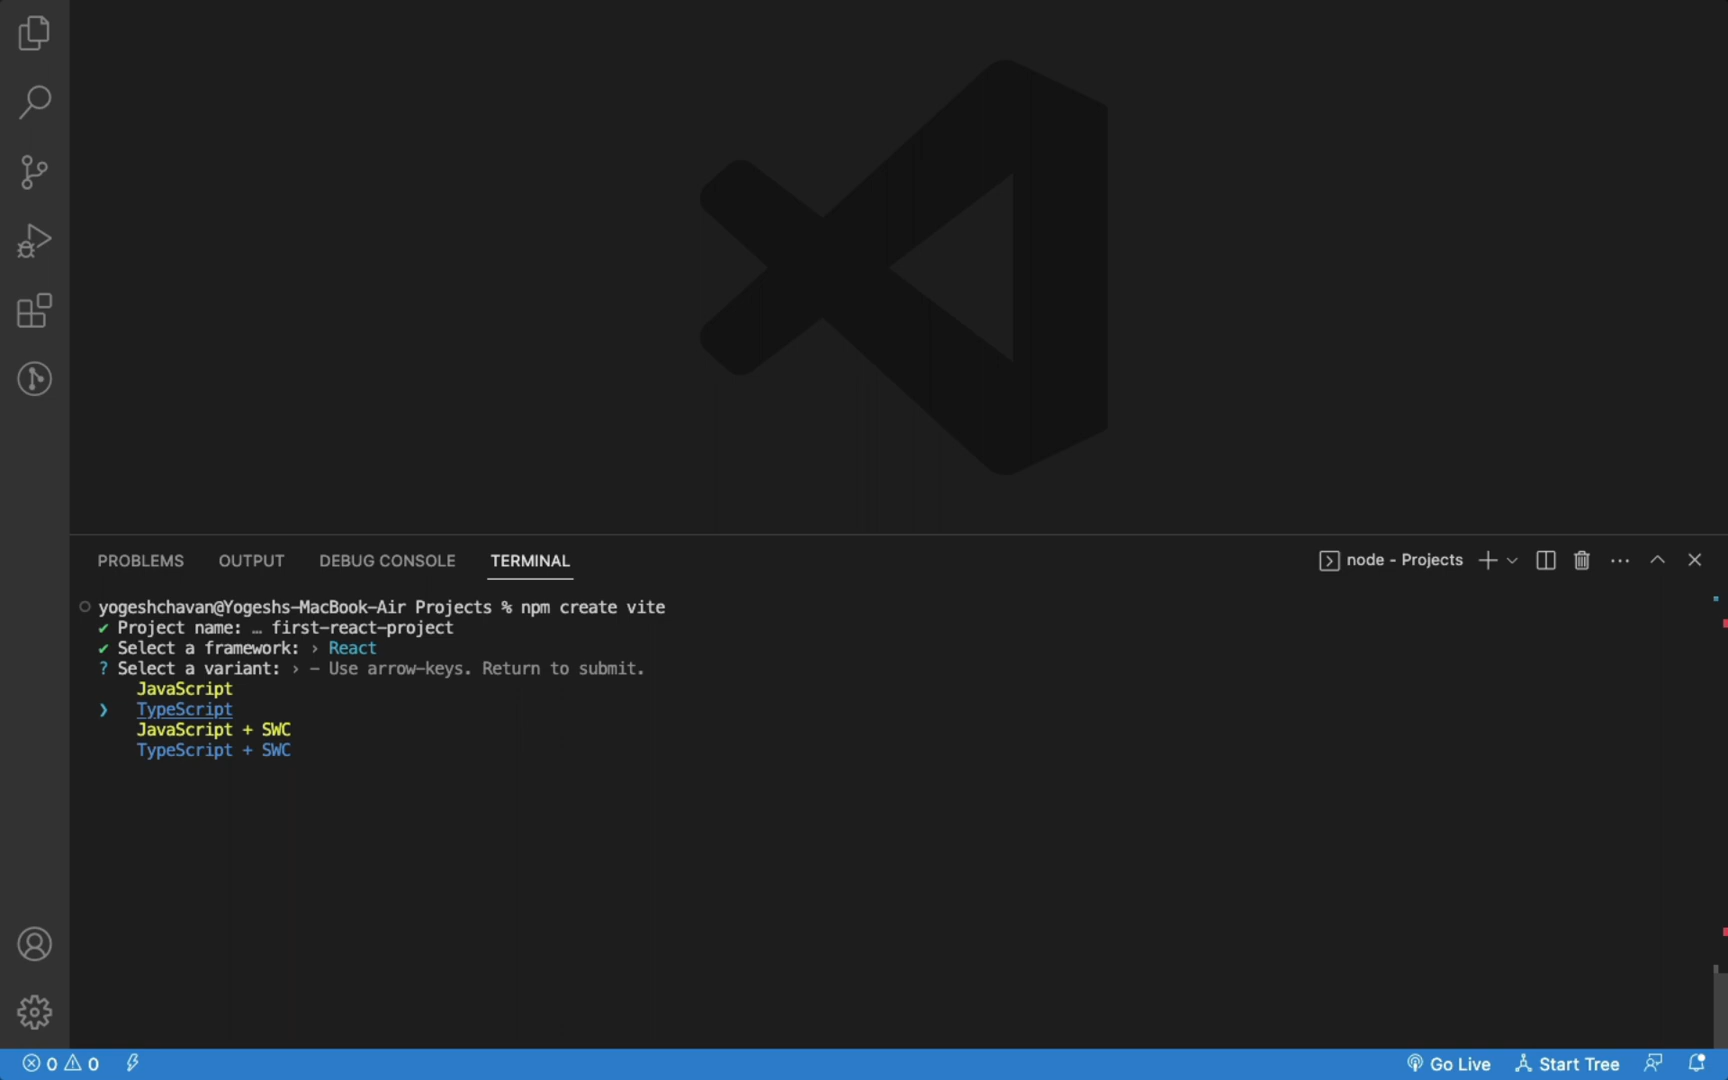 PROBLEMS OUTPUT DEBUG CONSOLE TERMINAL node - Projects
yogeshchavan@Yogeshs-MacBook-Air Projects % npm create vite
✔ Project name: … first-react-project
✔ Select a framework: › React
? Select a variant: › - Use arrow-keys. Return to submit.
JavaScript
❯ TypeScript
JavaScript + SWC
TypeScript + SWC
0 0 Go Live Start Tree